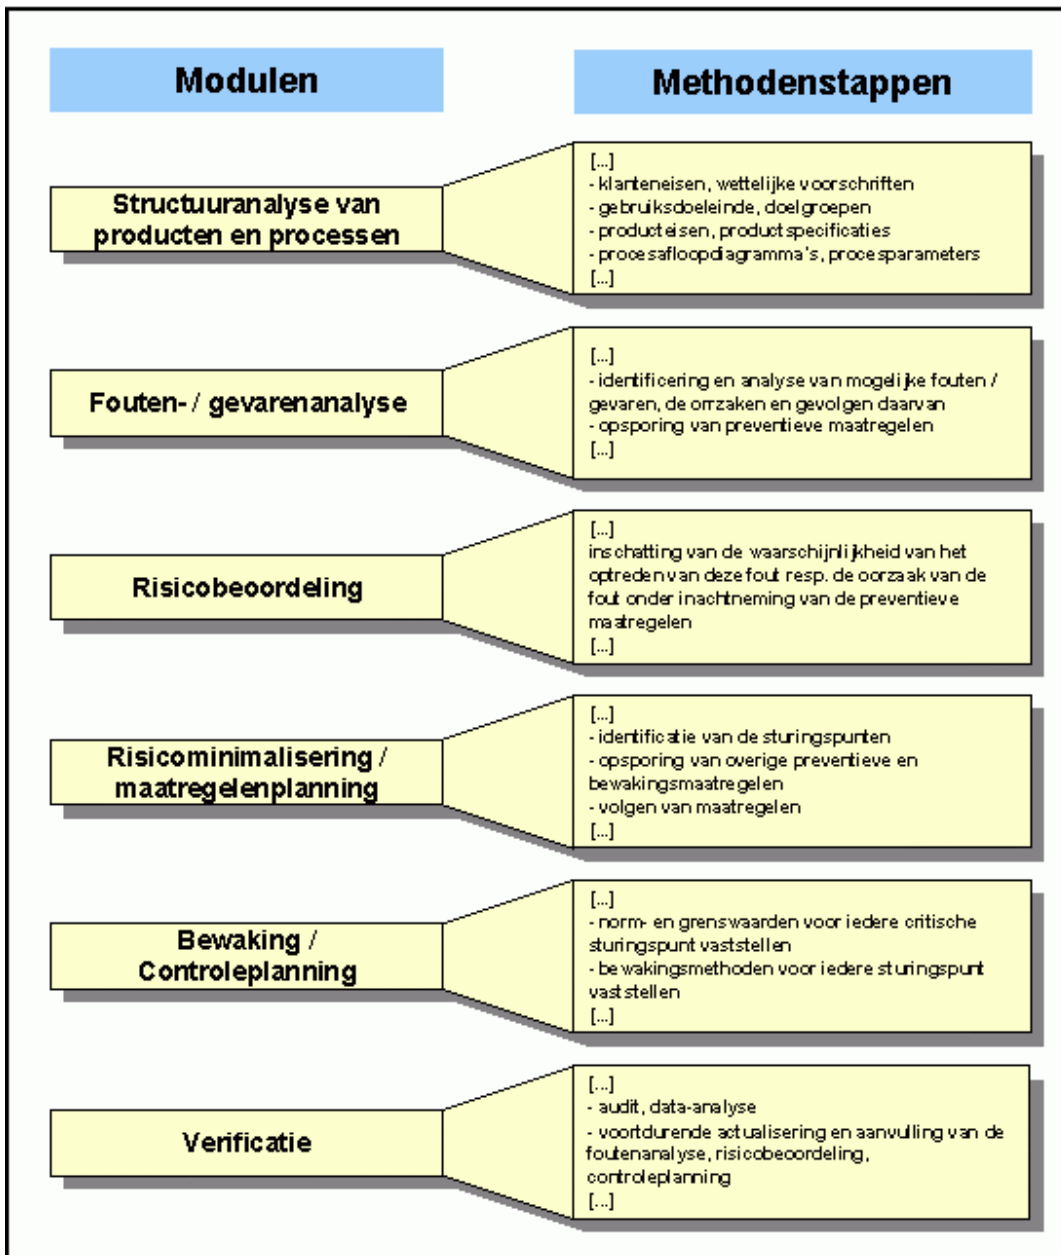 Modulen
Methodenstappen
Structuuranalyse van
producten en processen
[...]
- klanteneisen, wettelijke voorschriften
- gebruiksdoeleinde, doelgroepen
- producteisen, productspecificaties
- procesafloopdiagramma's, procesparameters
[...]
Fouten- / gevarenanalyse
[...]
- identificering en analyse van mogelijke fouten /
gevaren, de orrzaken en gevolgen daarvan
- opsporing van preventieve maatregelen
[...]
Risicobeoordeling
[...]
inschatting van de waarschijnlijkheid van het
optreden van deze fout resp. de oorzaak van de
fout onder inachtneming van de preventieve
maatregelen
[...]
Risicominimalisering /
maatregelenplanning
[...]
- identificatie van de sturingspunten
- opsporing van overige preventieve en
bewakingsmaatregelen
- volgen van maatregelen
[...]
Bewaking /
Controleplanning
[...]
- norm- en grenswaarden voor iedere critische
sturingspunt vaststellen
- bewakingsmethoden voor iedere sturingspunt
vaststellen
[...]
Verificatie
[...]
- audit, data-analyse
- voortdurende actualisering en aanvulling van de
foutenanalyse, risicobeoordeling,
controleplanning
[...]